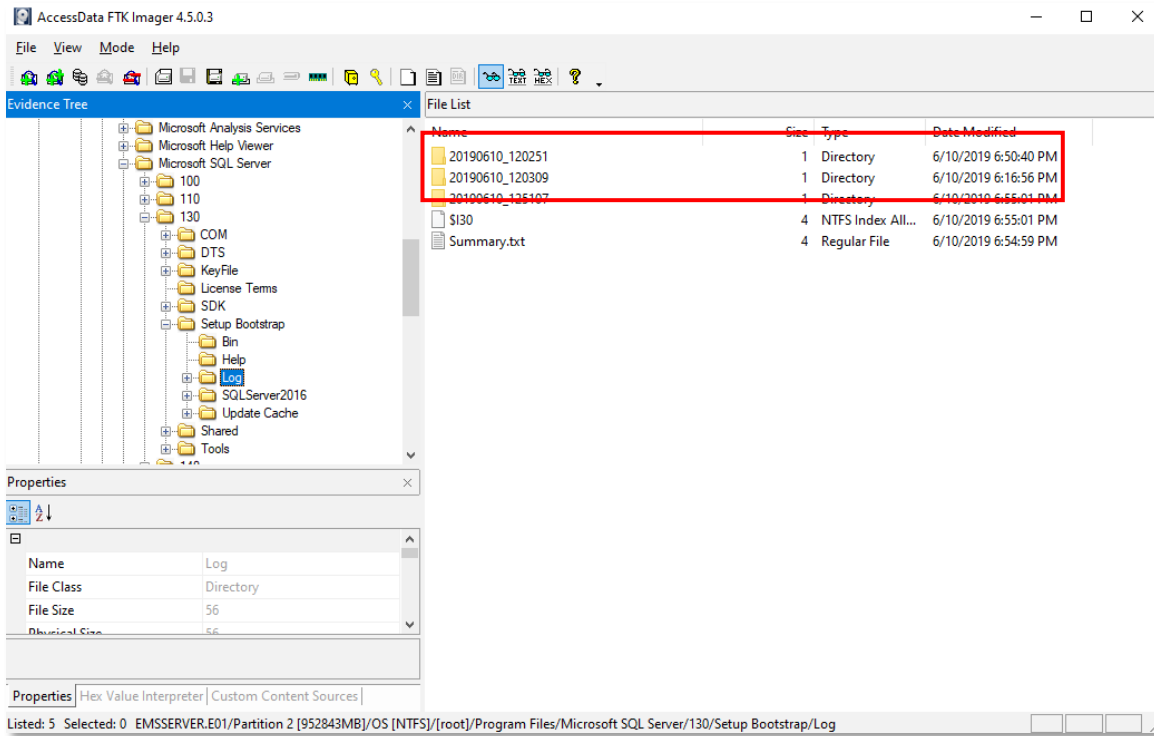 AccessData FTK Imager 4.5.0.3
File View Mode Help
TEXT HEX
Evidence Tree
Microsoft Analysis Services
Microsoft Help Viewer
Microsoft SQL Server
100
110
130
COM
DTS
KeyFile
License Terms
SDK
Setup Bootstrap
Bin
Help
Log
SQLServer2016
Update Cache
Shared
Tools
140
File List
Name Size Type Date Modified
20190610_120251 1 Directory 6/10/2019 6:50:40 PM
20190610_120309 1 Directory 6/10/2019 6:16:56 PM
20190610_125107 1 Directory 6/10/2019 6:55:01 PM
$I30 4 NTFS Index All... 6/10/2019 6:55:01 PM
Summary.txt 4 Regular File 6/10/2019 6:54:59 PM
Properties
Name Log
File Class Directory
File Size 56
Physical Size 56
Properties Hex Value Interpreter Custom Content Sources
Listed: 5 Selected: 0 EMSSERVER.E01/Partition 2 [952843MB]/OS [NTFS]/[root]/Program Files/Microsoft SQL Server/130/Setup Bootstrap/Log